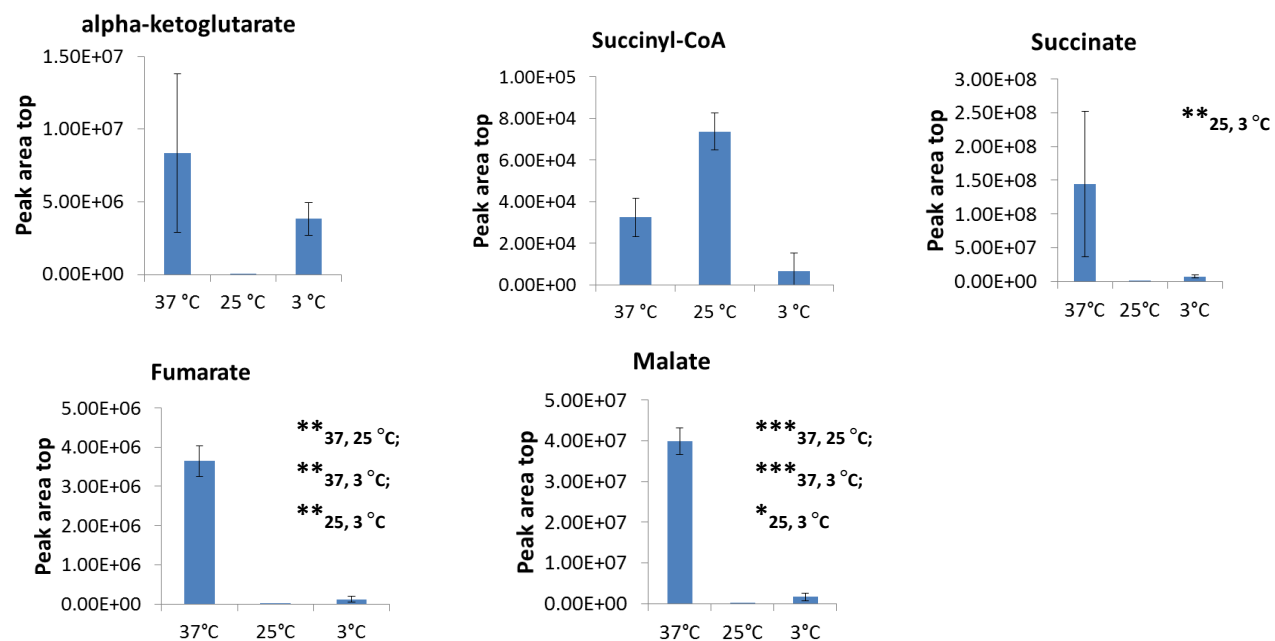 alpha-ketoglutarate
Peak area top
1.50E+07
1.00E+07
5.00E+06
0.00E+00
37 °C 25 °C 3 °C
Succinyl-CoA
Peak area top
1.00E+05
8.00E+04
6.00E+04
4.00E+04
2.00E+04
0.00E+00
37 °C 25 °C 3 °C
Succinate
Peak area top
3.00E+08
2.50E+08
2.00E+08
1.50E+08
1.00E+08
5.00E+07
0.00E+00
37°C 25°C 3°C
**25, 3 °C
Fumarate
Peak area top
5.00E+06
4.00E+06
3.00E+06
2.00E+06
1.00E+06
0.00E+00
37°C 25°C 3°C
**37, 25 °C;
**37, 3 °C;
**25, 3 °C
Malate
Peak area top
5.00E+07
4.00E+07
3.00E+07
2.00E+07
1.00E+07
0.00E+00
37°C 25°C 3°C
***37, 25 °C;
***37, 3 °C;
*25, 3 °C